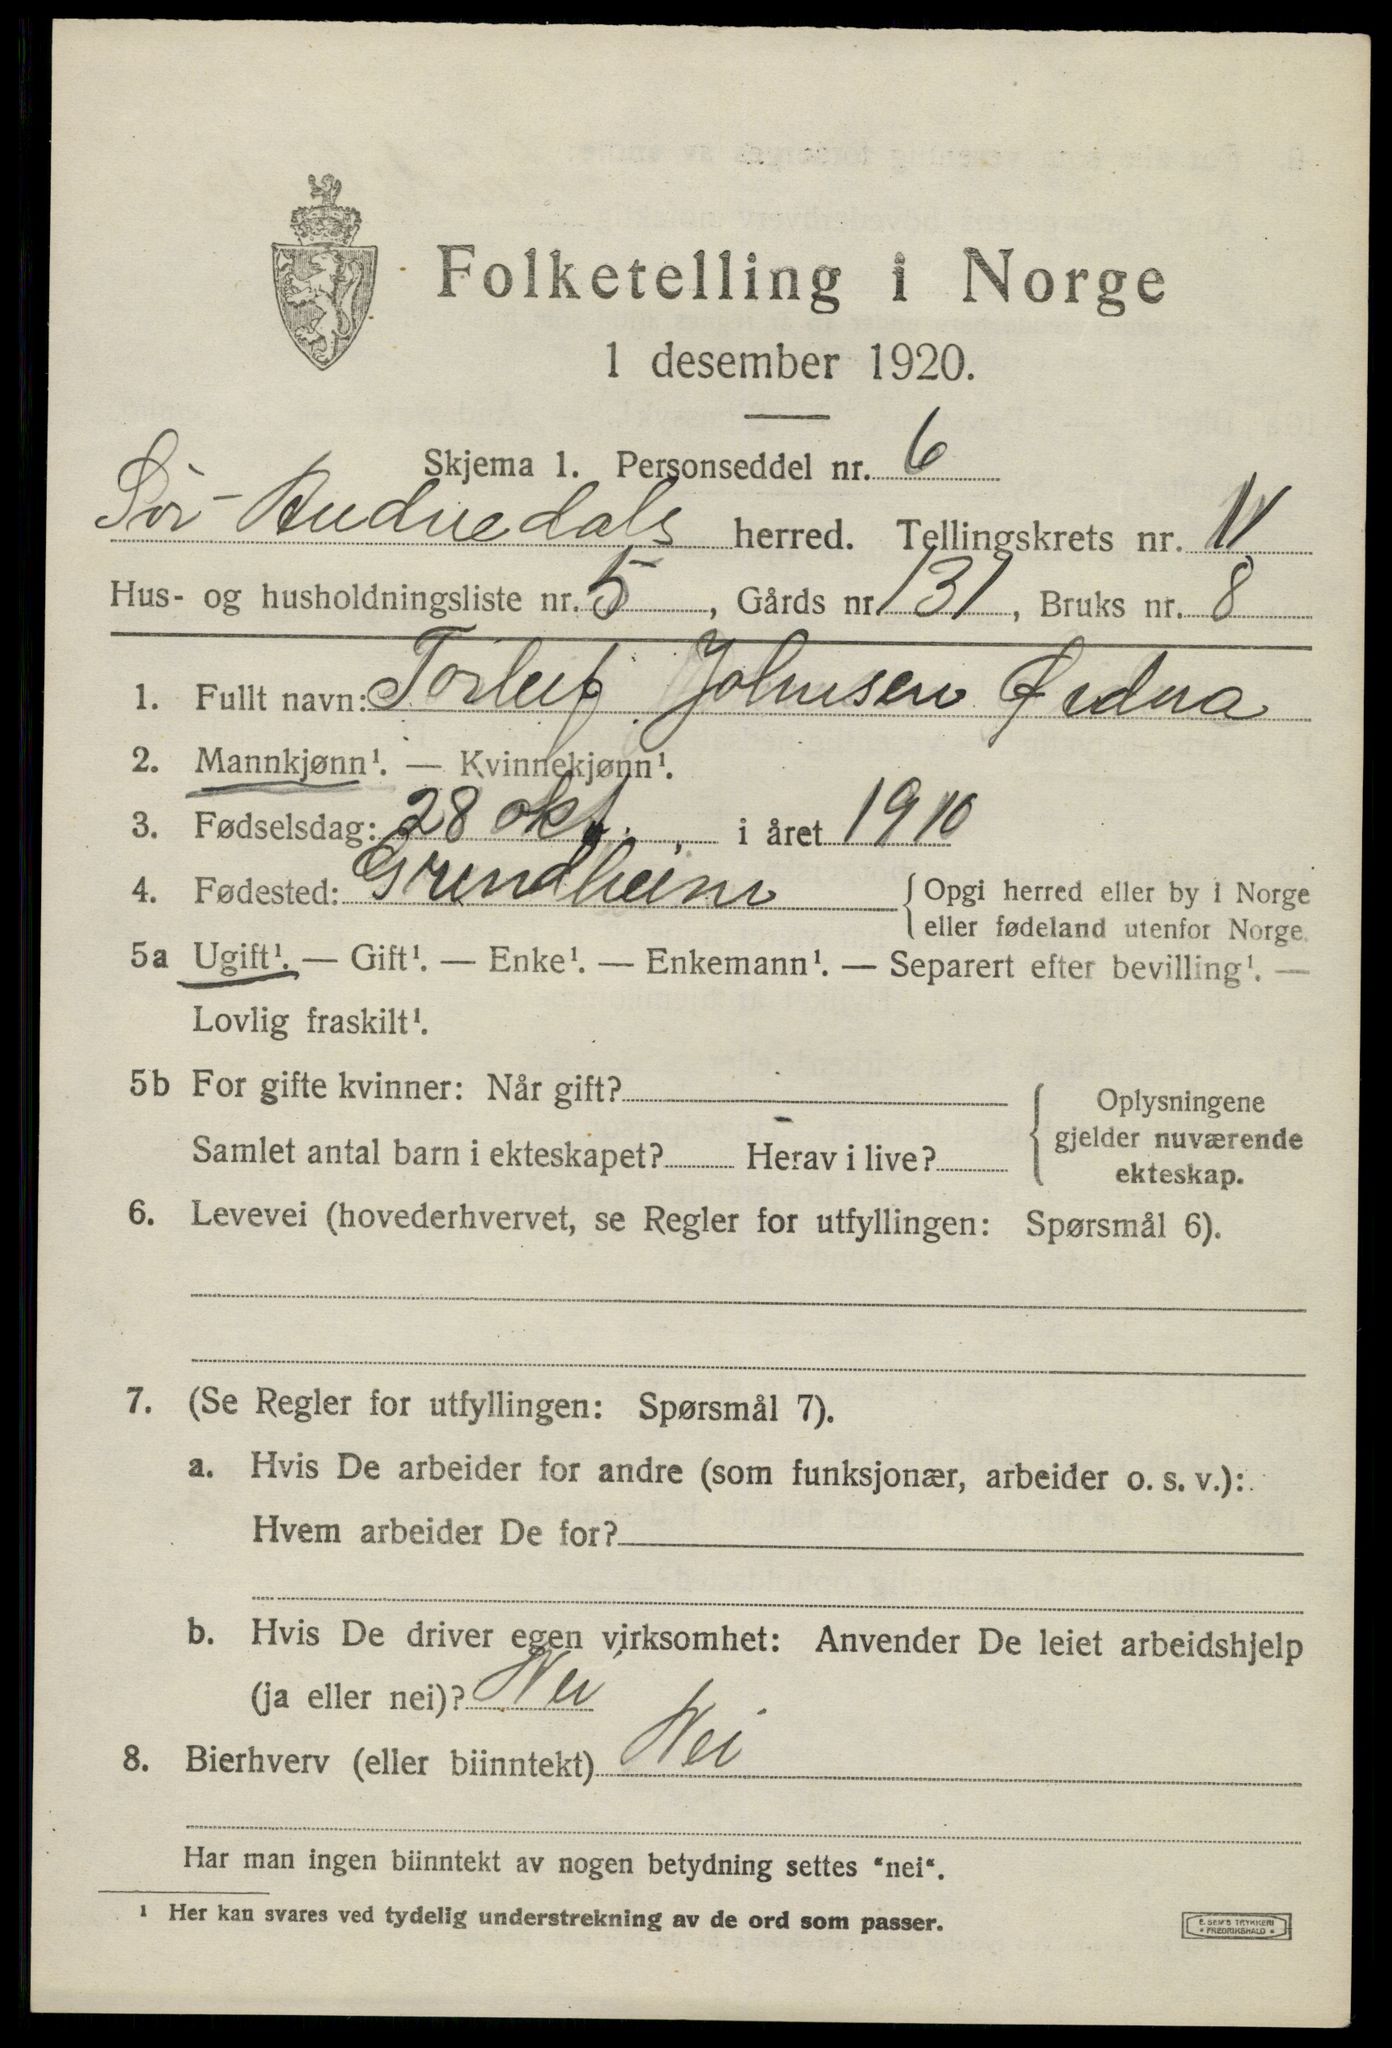 Folketelling i Norge
1 desember 1920.
Skjema 1. Personseddel nr. 6
Sør-Audnedals herred. Tellingskrets nr. 11
Hus- og husholdningsliste nr. 5, Gårds nr. 131, Bruks nr. 8
1. Fullt navn: Torleif Johnsen Ørdna
2. Mannkjønn¹. — Kvinnekjønn¹.
3. Fødselsdag: 28 okt., i året 1910
4. Fødested: Grindheim { Opgi herred eller by i Norge
eller fødeland utenfor Norge.
5a Ugift¹. — Gift¹. — Enke¹. — Enkemann¹. — Separert efter bevilling¹. —
Lovlig fraskilt¹.
5b For gifte kvinner: Når gift? { Oplysningene
gjelder nuværende
Samlet antal barn i ekteskapet? Herav i live?
ekteskap.
6. Levevei (hovederhvervet, se Regler for utfyllingen: Spørsmål 6).
7. (Se Regler for utfyllingen: Spørsmål 7).
a. Hvis De arbeider for andre (som funksjonær, arbeider o. s. v.):
Hvem arbeider De for?
b. Hvis De driver egen virksomhet: Anvender De leiet arbeidshjelp
(ja eller nei)? Nei
8. Bierhverv (eller biinntekt) Nei
Har man ingen biinntekt av nogen betydning settes "nei".
¹ Her kan svares ved tydelig understrekning av de ord som passer.
E. SEM'S TRYKKERI
* FREDRIKSHALD *